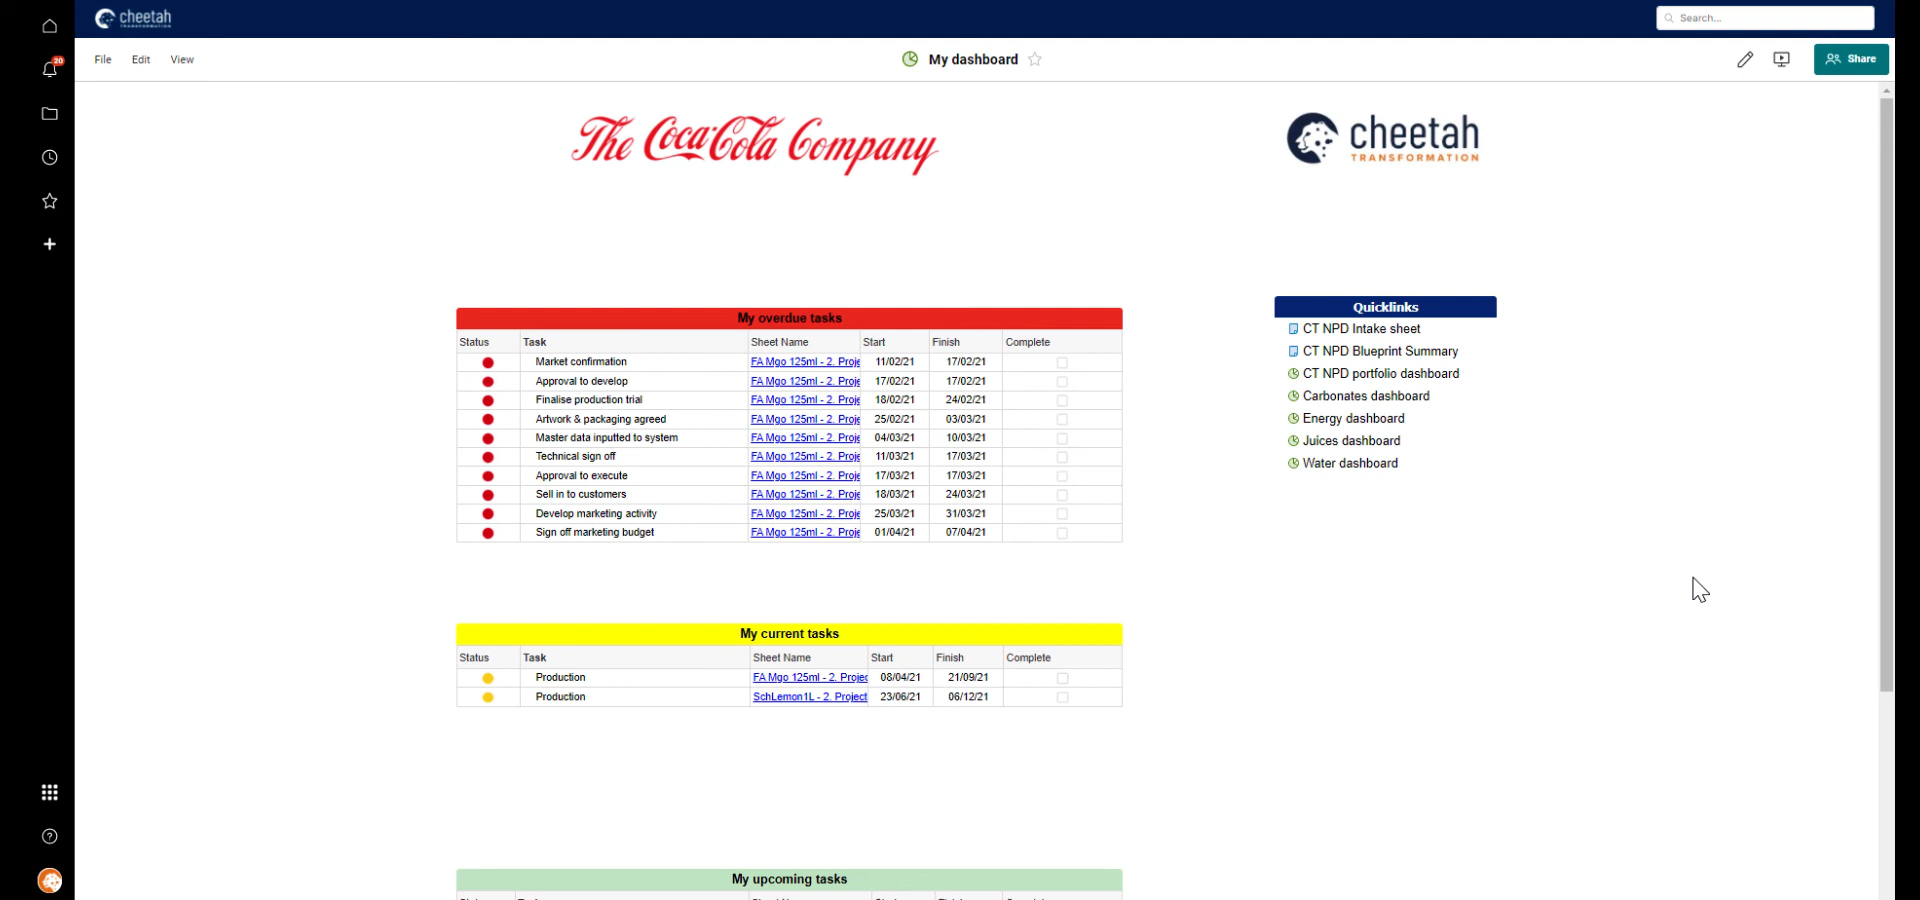 cheetah
TRANSFORMATION
Search...
20
File Edit View
My dashboard
Share
The Coca-Cola Company
cheetah
TRANSFORMATION
My overdue tasks
Status Task Sheet Name Start Finish Complete
Market confirmation FA Mgo 125ml - 2. Proje 11/02/21 17/02/21
Approval to develop FA Mgo 125ml - 2. Proje 17/02/21 17/02/21
Finalise production trial FA Mgo 125ml - 2. Proje 18/02/21 24/02/21
Artwork & packaging agreed FA Mgo 125ml - 2. Proje 25/02/21 03/03/21
Master data inputted to system FA Mgo 125ml - 2. Proje 04/03/21 10/03/21
Technical sign off FA Mgo 125ml - 2. Proje 11/03/21 17/03/21
Approval to execute FA Mgo 125ml - 2. Proje 17/03/21 17/03/21
Sell in to customers FA Mgo 125ml - 2. Proje 18/03/21 24/03/21
Develop marketing activity FA Mgo 125ml - 2. Proje 25/03/21 31/03/21
Sign off marketing budget FA Mgo 125ml - 2. Proje 01/04/21 07/04/21
Quicklinks
CT NPD Intake sheet
CT NPD Blueprint Summary
CT NPD portfolio dashboard
Carbonates dashboard
Energy dashboard
Juices dashboard
Water dashboard
My current tasks
Status Task Sheet Name Start Finish Complete
Production FA Mgo 125ml - 2. Projec 08/04/21 21/09/21
Production SchLemon1L - 2. Project 23/06/21 06/12/21
My upcoming tasks